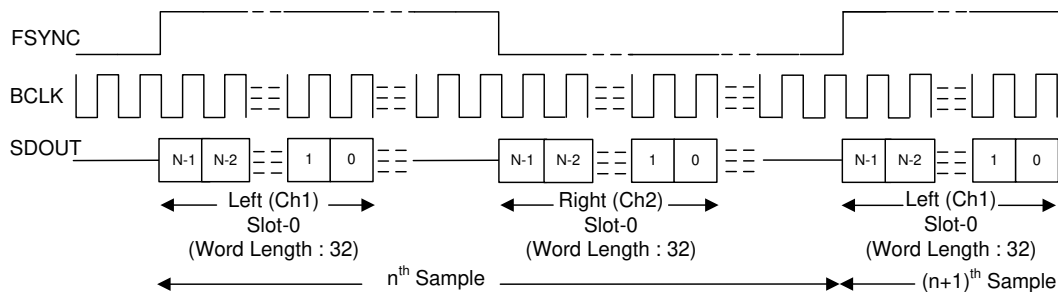 FSYNC
BCLK
SDOUT
N-1 N-2 1 0 N-1 N-2 1 0 N-1 N-2 1 0
Left (Ch1) Right (Ch2) Left (Ch1)
Slot-0 Slot-0 Slot-0
(Word Length : 32) (Word Length : 32) (Word Length : 32)
nth Sample (n+1)th Sample